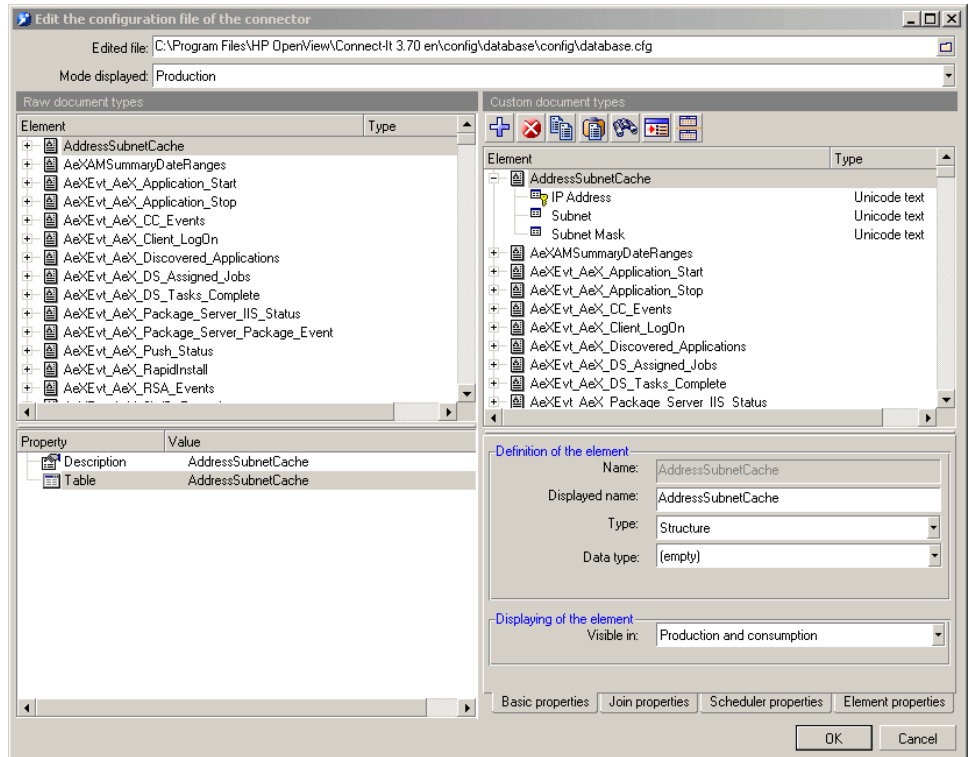 Edit the configuration file of the connector
Edited file: C:\Program Files\HP OpenView\Connect-It 3.70 en\config\database\config\database.cfg
Mode displayed: Production
Raw document types
Element Type
AddressSubnetCache
AeXAMSummaryDateRanges
AeXEvt_AeX_Application_Start
AeXEvt_AeX_Application_Stop
AeXEvt_AeX_CC_Events
AeXEvt_AeX_Client_LogOn
AeXEvt_AeX_Discovered_Applications
AeXEvt_AeX_DS_Assigned_Jobs
AeXEvt_AeX_DS_Tasks_Complete
AeXEvt_AeX_Package_Server_IIS_Status
AeXEvt_AeX_Package_Server_Package_Event
AeXEvt_AeX_Push_Status
AeXEvt_AeX_RapidInstall
AeXEvt_AeX_RSA_Events
Property Value
Description AddressSubnetCache
Table AddressSubnetCache
Custom document types
Element Type
AddressSubnetCache
IP Address Unicode text
Subnet Unicode text
Subnet Mask Unicode text
AeXAMSummaryDateRanges
AeXEvt_AeX_Application_Start
AeXEvt_AeX_Application_Stop
AeXEvt_AeX_CC_Events
AeXEvt_AeX_Client_LogOn
AeXEvt_AeX_Discovered_Applications
AeXEvt_AeX_DS_Assigned_Jobs
AeXEvt_AeX_DS_Tasks_Complete
AeXEvt_AeX_Package_Server_IIS_Status
Definition of the element
Name: AddressSubnetCache
Displayed name: AddressSubnetCache
Type: Structure
Data type: (empty)
Displaying of the element
Visible in: Production and consumption
Basic properties Join properties Scheduler properties Element properties
OK Cancel